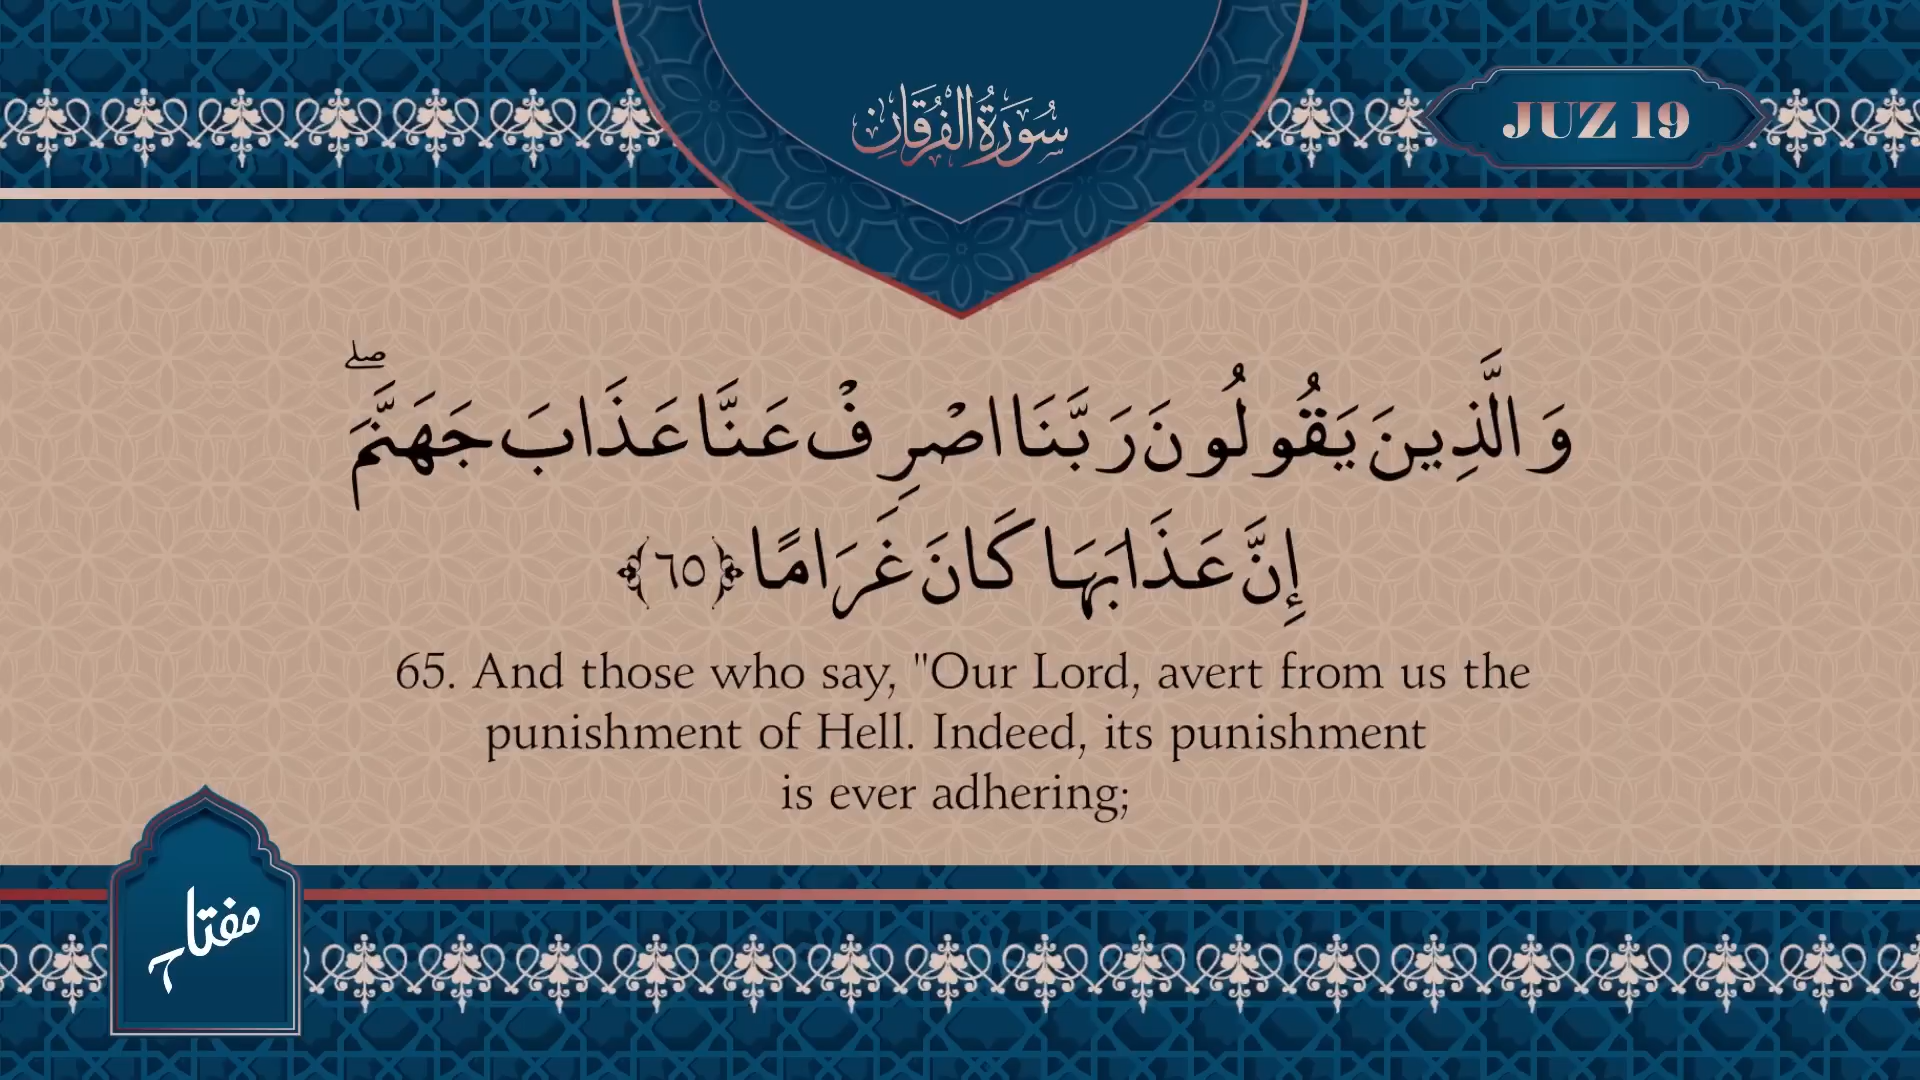 سُورَةُ الفُرْقَانِ
JUZ 19
وَالَّذِينَ يَقُولُونَ رَبَّنَا اصْرِفْ عَنَّا عَذَابَ جَهَنَّمَ ۖ
إِنَّ عَذَابَهَا كَانَ غَرَامًا ﴿٦٥﴾
65. And those who say, "Our Lord, avert from us the
punishment of Hell. Indeed, its punishment
is ever adhering;
مفتاح